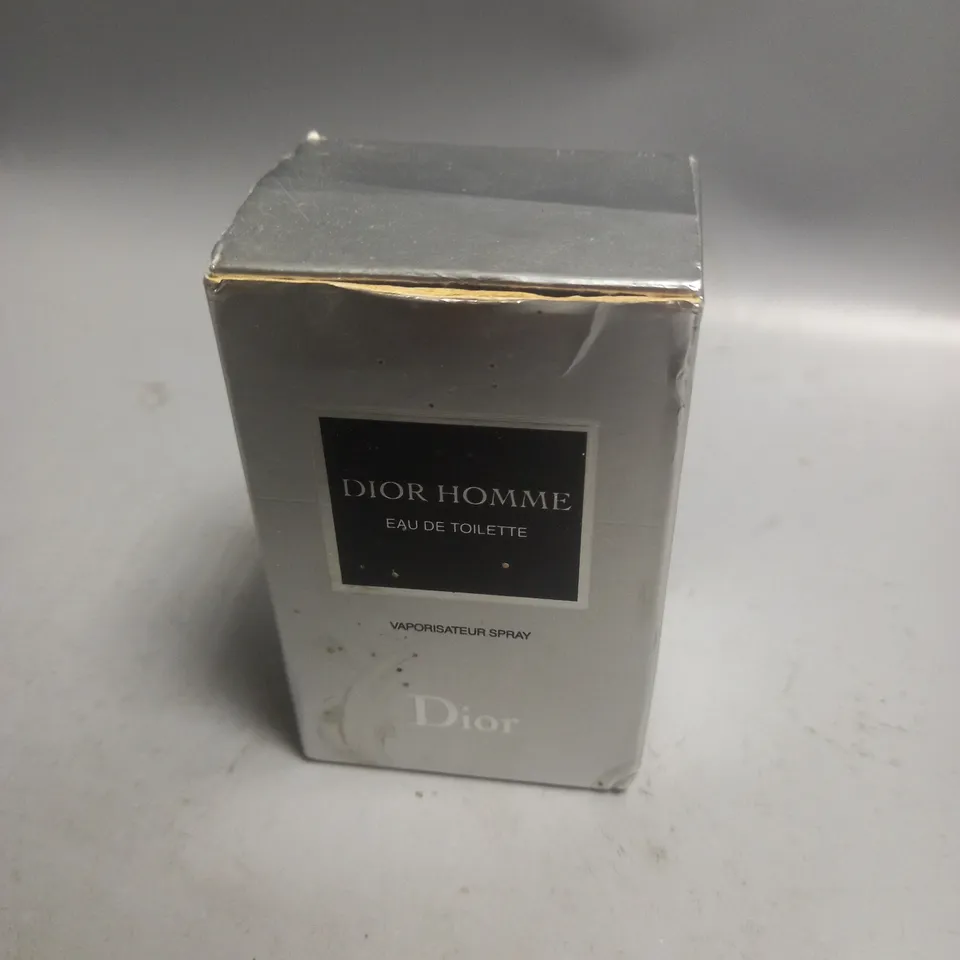 DIOR HOMME
EAU DE TOILETTE
VAPORISATEUR SPRAY
Dior